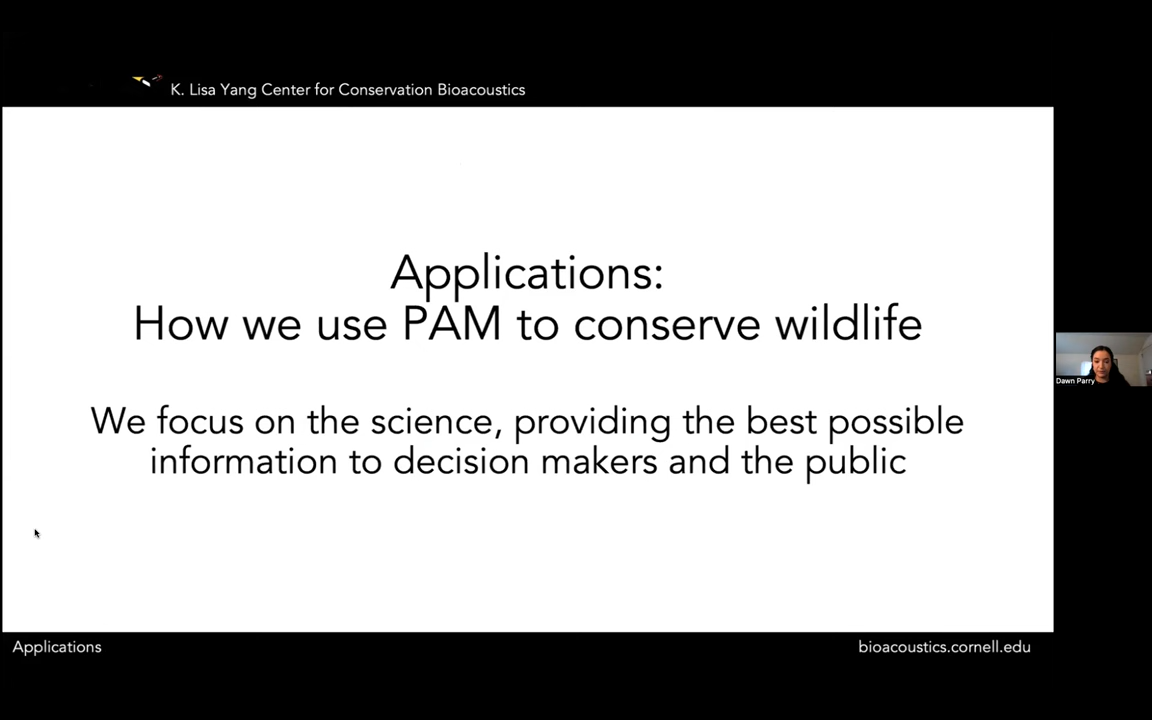 K. Lisa Yang Center for Conservation Bioacoustics
Applications:
How we use PAM to conserve wildlife
We focus on the science, providing the best possible
information to decision makers and the public
Dawn Parry
Applications
bioacoustics.cornell.edu